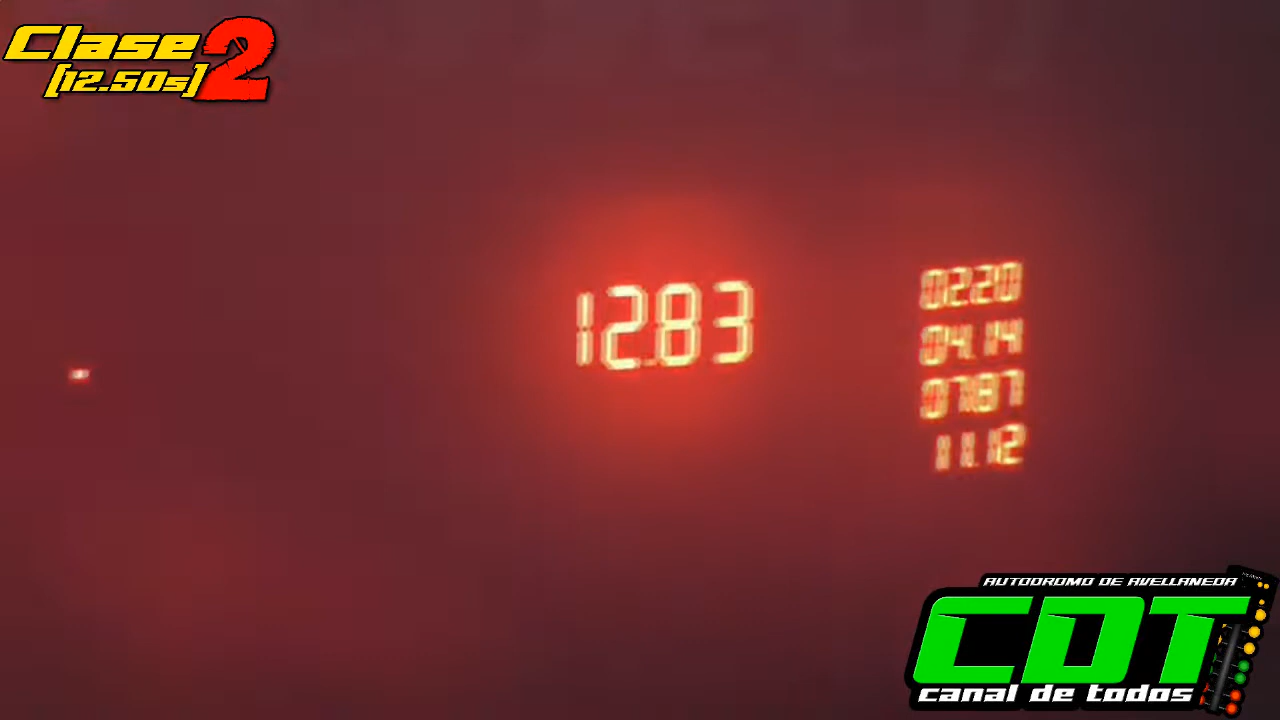 Clase 2
[12.50s]
12.83
02.20
04.14
07.87
11.12
AUTODROMO DE AVELLANEDA
CDT
canal de todos